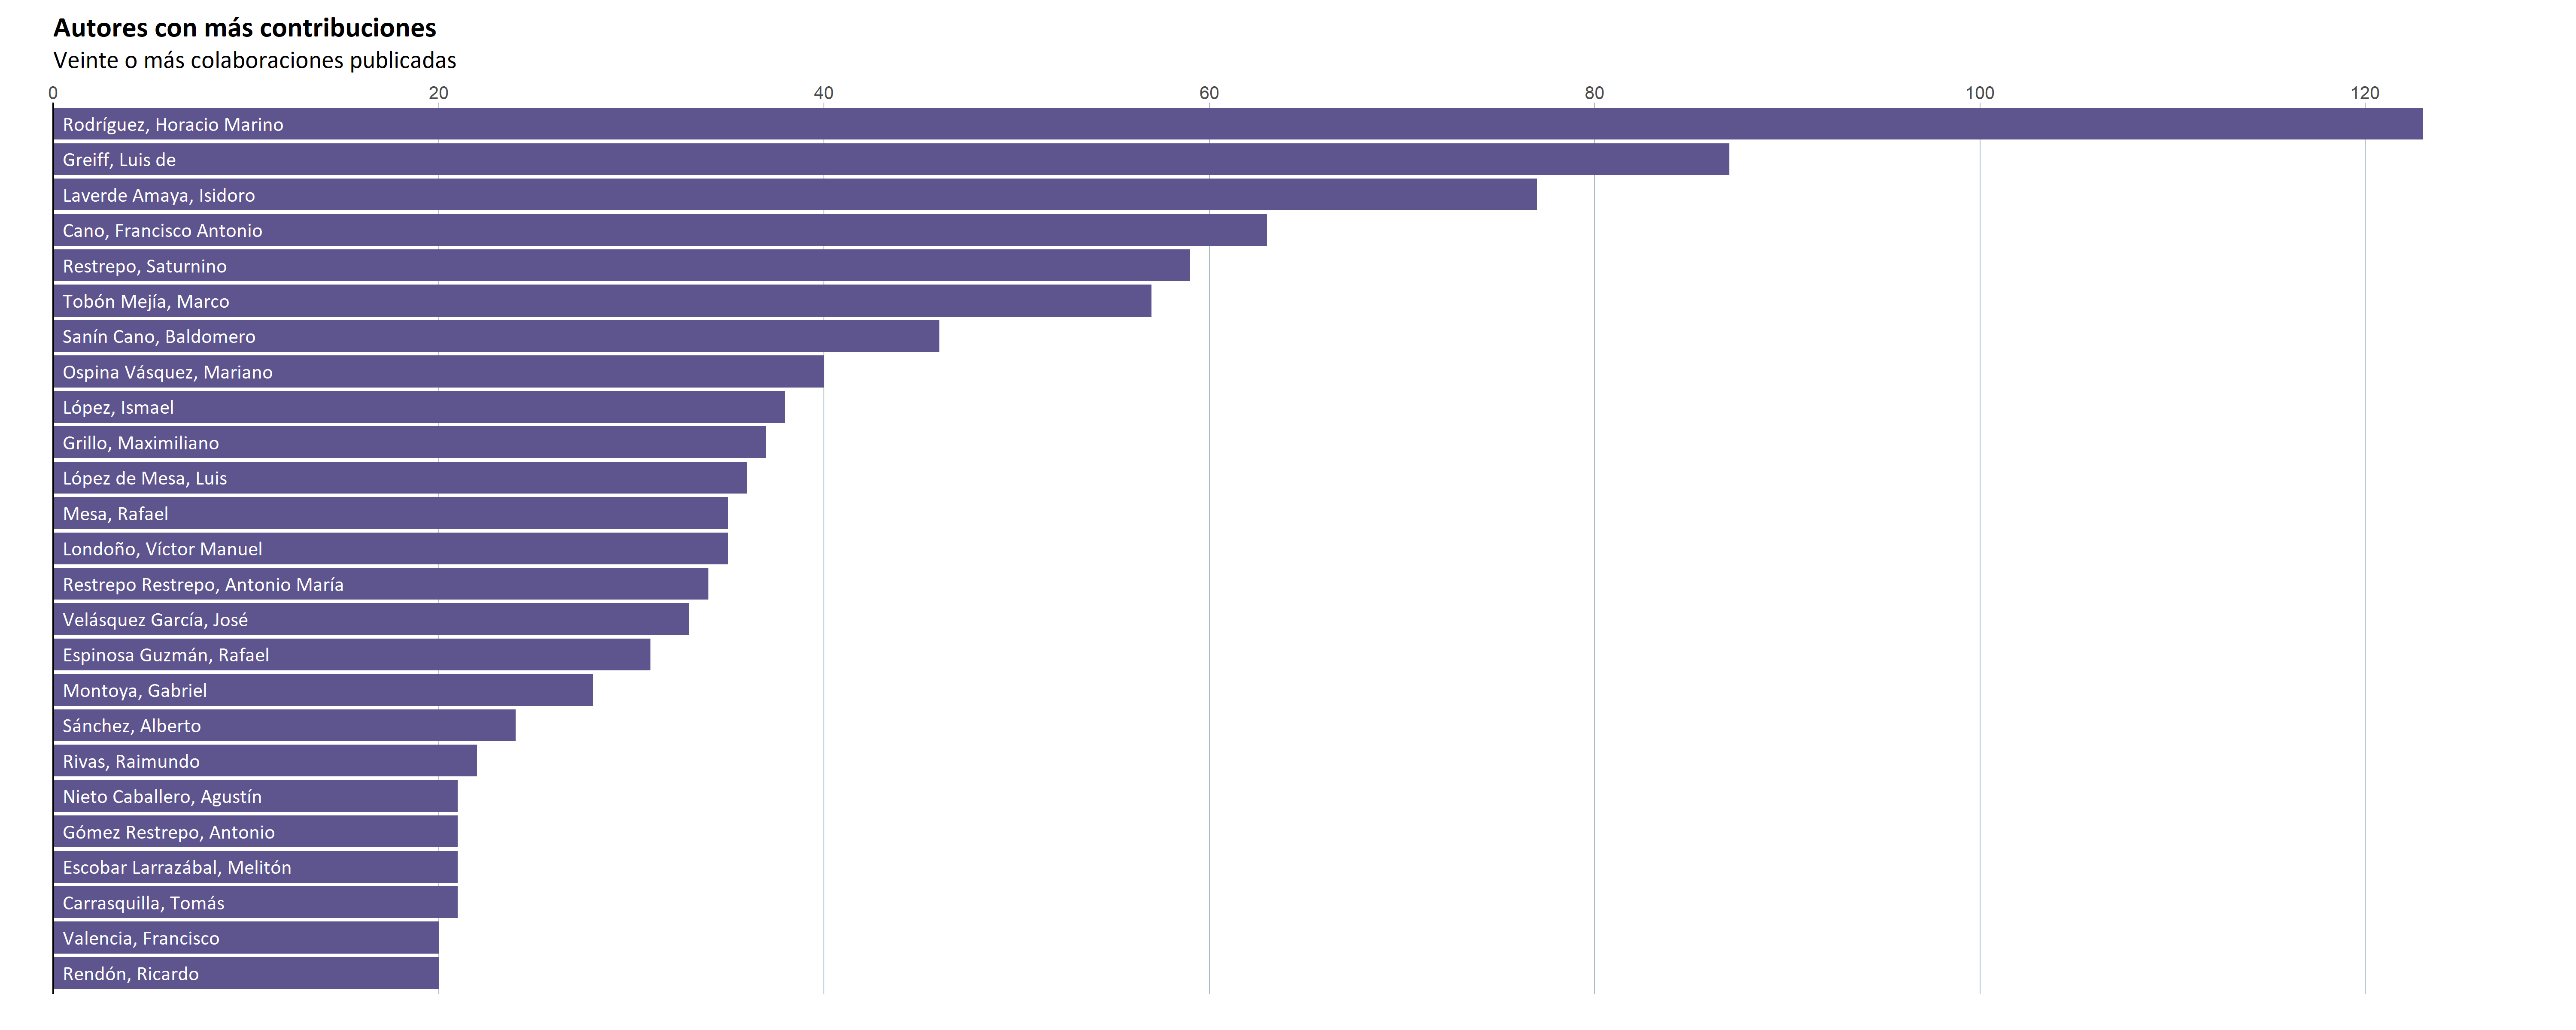 Autores con más contribuciones
Veinte o más colaboraciones publicadas
0 20 40 60 80 100 120
Rodríguez, Horacio Marino
Greiff, Luis de
Laverde Amaya, Isidoro
Cano, Francisco Antonio
Restrepo, Saturnino
Tobón Mejía, Marco
Sanín Cano, Baldomero
Ospina Vásquez, Mariano
López, Ismael
Grillo, Maximiliano
López de Mesa, Luis
Mesa, Rafael
Londoño, Víctor Manuel
Restrepo Restrepo, Antonio María
Velásquez García, José
Espinosa Guzmán, Rafael
Montoya, Gabriel
Sánchez, Alberto
Rivas, Raimundo
Nieto Caballero, Agustín
Gómez Restrepo, Antonio
Escobar Larrazábal, Melitón
Carrasquilla, Tomás
Valencia, Francisco
Rendón, Ricardo